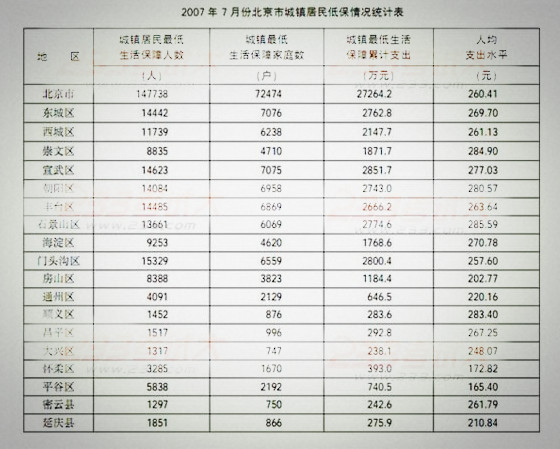 2007 年 7 月份北京市城镇居民低保情况统计表
地 区 城镇居民最低生活保障人数 城镇最低生活保障家庭数 城镇最低生活保障累计支出 人均支出水平
（人） （户） （万元） （元）
北京市 147738 72474 27264.2 260.41
东城区 14442 7076 2762.8 269.70
西城区 11739 6238 2147.7 261.13
崇文区 8835 4710 1871.7 284.90
宣武区 14623 7075 2851.7 277.03
朝阳区 14084 6958 2743.0 280.57
丰台区 14485 6869 2666.2 263.64
石景山区 13661 6069 2774.6 285.59
海淀区 9253 4620 1768.6 270.78
门头沟区 15329 6559 2800.4 257.60
房山区 8388 3823 1184.4 202.77
通州区 4091 2129 646.5 220.16
顺义区 1452 876 283.6 283.40
昌平区 1517 996 292.8 267.25
大兴区 1317 747 238.1 248.07
怀柔区 3285 1670 393.0 172.82
平谷区 5838 2192 740.5 165.40
密云县 1297 750 242.6 261.79
延庆县 1851 866 275.9 210.84